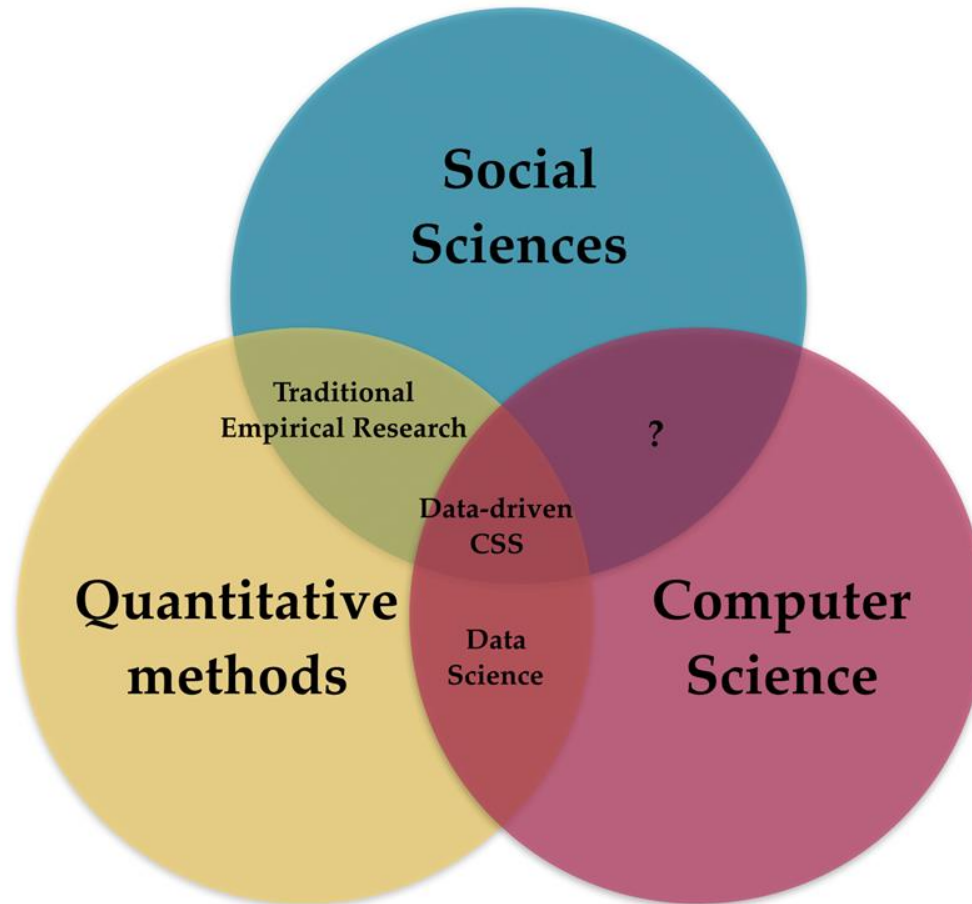 Social
Sciences
Traditional
Empirical Research
?
Data-driven
CSS
Quantitative
methods
Computer
Science
Data
Science